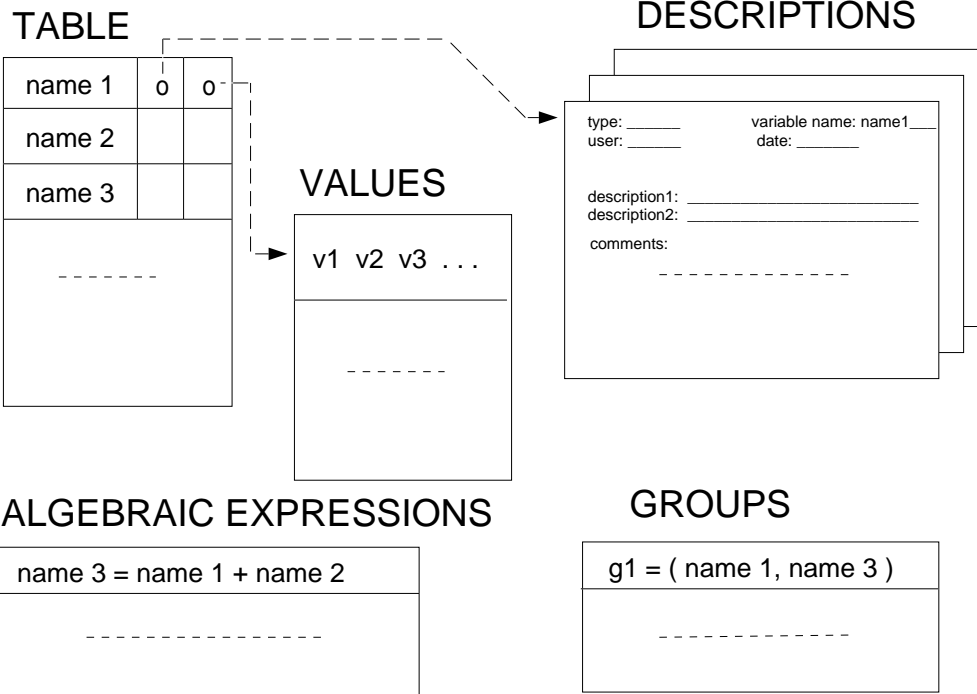 TABLE
name 1 o o
name 2
name 3
DESCRIPTIONS
type: ______ variable name: name1___
user: ______ date: _______
description1: __________________________
description2: __________________________
comments:
VALUES
v1 v2 v3 . . .
ALGEBRAIC EXPRESSIONS
name 3 = name 1 + name 2
GROUPS
g1 = ( name 1, name 3 )